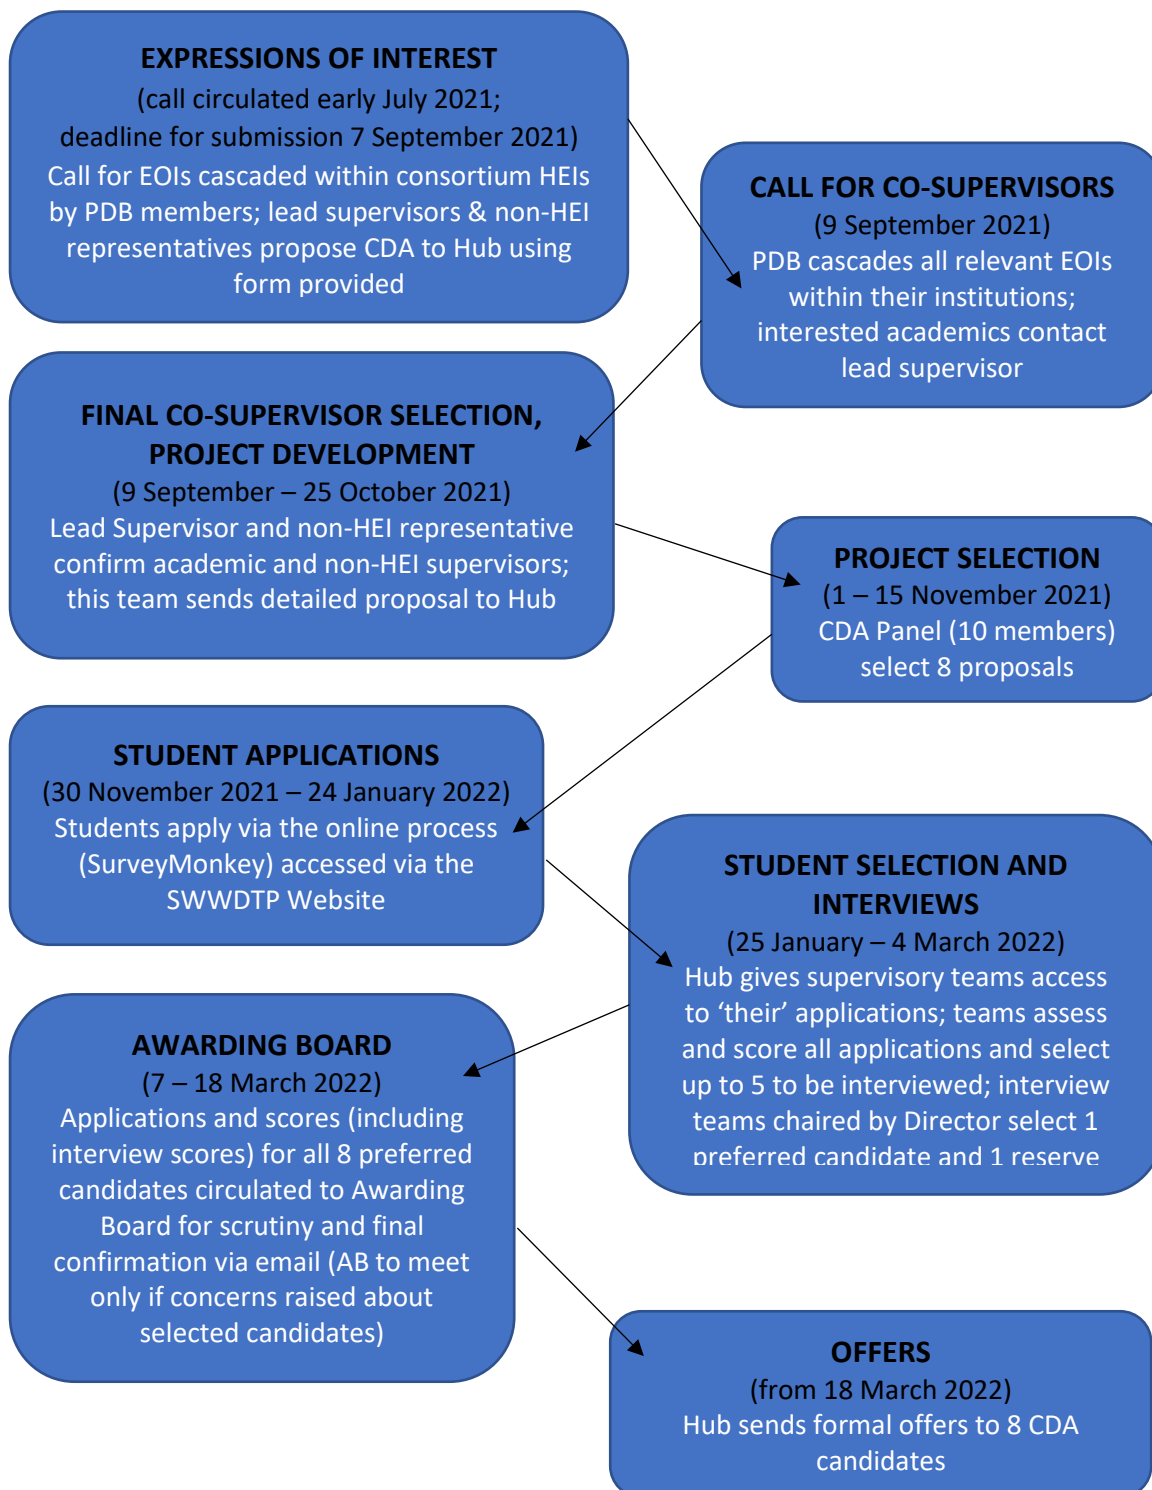 EXPRESSIONS OF INTEREST
(call circulated early July 2021;
deadline for submission 7 September 2021)
Call for EOIs cascaded within consortium HEIs
by PDB members; lead supervisors & non-HEI
representatives propose CDA to Hub using
form provided
CALL FOR CO-SUPERVISORS
(9 September 2021)
PDB cascades all relevant EOIs
within their institutions;
interested academics contact
lead supervisor
FINAL CO-SUPERVISOR SELECTION,
PROJECT DEVELOPMENT
(9 September – 25 October 2021)
Lead Supervisor and non-HEI representative
confirm academic and non-HEI supervisors;
this team sends detailed proposal to Hub
PROJECT SELECTION
(1 – 15 November 2021)
CDA Panel (10 members)
select 8 proposals
STUDENT APPLICATIONS
(30 November 2021 – 24 January 2022)
Students apply via the online process
(SurveyMonkey) accessed via the
SWWDTP Website
STUDENT SELECTION AND
INTERVIEWS
(25 January – 4 March 2022)
Hub gives supervisory teams access
to ‘their’ applications; teams assess
and score all applications and select
up to 5 to be interviewed; interview
teams chaired by Director select 1
preferred candidate and 1 reserve
AWARDING BOARD
(7 – 18 March 2022)
Applications and scores (including
interview scores) for all 8 preferred
candidates circulated to Awarding
Board for scrutiny and final
confirmation via email (AB to meet
only if concerns raised about
selected candidates)
OFFERS
(from 18 March 2022)
Hub sends formal offers to 8 CDA
candidates